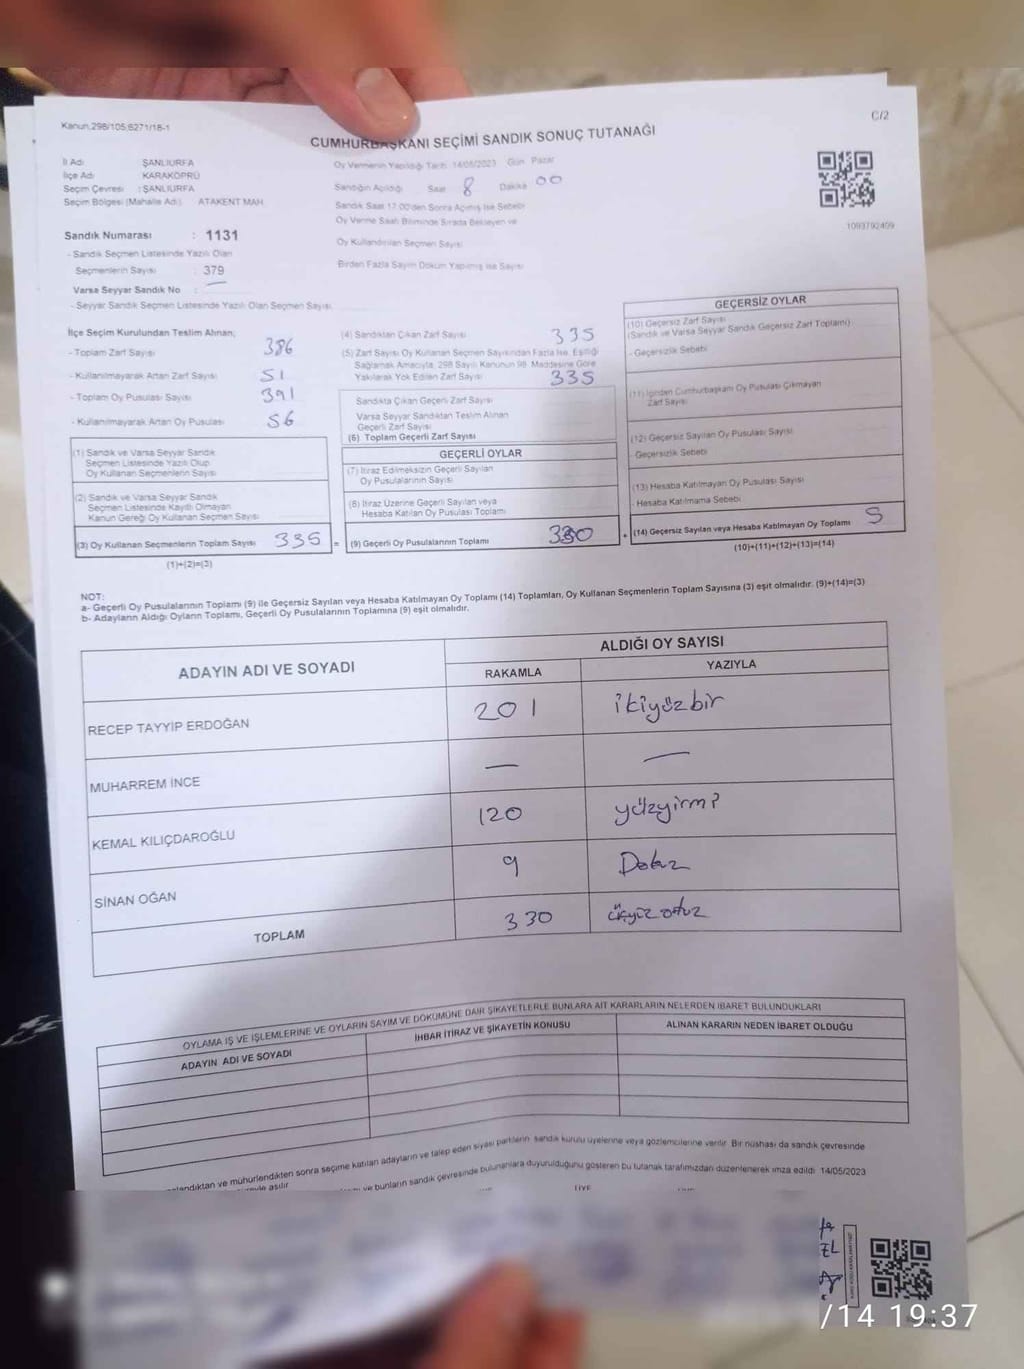 Kanun,298/105,6271/18-1
C/2
CUMHURBAŞKANI SEÇİMİ SANDIK SONUÇ TUTANAĞI
İl Adı ŞANLIURFA
İlçe Adı KARAKÖPRÜ
Seçim Çevresi : ŞANLIURFA
Seçim Bölgesi (Mahalle Adı) ATAKENT MAH.
Oy Vermenin Yapıldığı Tarih 14/05/2023 Gün Pazar
Sandığın Açıldığı Saat 8 Dakika 00
Sandık Saat 17:00'den Sonra Açılmış İse Sebebi
Oy Verme Saati Bitiminde Sırada Bekleyen ve
Oy Kullandırılan Seçmen Sayısı
Birden Fazla Sayım Döküm Yapılmış İse Sayısı
1093792409
Sandık Numarası : 1131
- Sandık Seçmen Listesinde Yazılı Olan
Seçmenlerin Sayısı : 379
Varsa Seyyar Sandık No : —
- Seyyar Sandık Seçmen Listesinde Yazılı Olan Seçmen Sayısı
İlçe Seçim Kurulundan Teslim Alınan;
- Toplam Zarf Sayısı 386
- Kullanılmayarak Artan Zarf Sayısı 51
- Toplam Oy Pusulası Sayısı 391
- Kullanılmayarak Artan Oy Pusulası 56
(1) Sandık ve Varsa Seyyar Sandık
Seçmen Listesinde Yazılı Olup
Oy Kullanan Seçmenlerin Sayısı
(2) Sandık ve Varsa Seyyar Sandık
Seçmen Listesinde Kayıtlı Olmayan
Kanun Gereği Oy Kullanan Seçmen Sayısı
(3) Oy Kullanan Seçmenlerin Toplam Sayısı 335 =
(1)+(2)=(3)
(4) Sandıktan Çıkan Zarf Sayısı 335
(5) Zarf Sayısı Oy Kullanan Seçmen Sayısından Fazla İse, Eşitliği
Sağlamak Amacıyla, 298 Sayılı Kanunun 98. Maddesine Göre
Yakılarak Yok Edilen Zarf Sayısı 335
Sandıkta Çıkan Geçerli Zarf Sayısı
Varsa Seyyar Sandıktan Teslim Alınan
Geçerli Zarf Sayısı
(6) Toplam Geçerli Zarf Sayısı
GEÇERLİ OYLAR
(7) İtiraz Edilmeksizin Geçerli Sayılan
Oy Pusulalarının Sayısı
(8) İtiraz Üzerine Geçerli Sayılan veya
Hesaba Katılan Oy Pusulası Toplamı
(9) Geçerli Oy Pusulalarının Toplamı 330 +
GEÇERSİZ OYLAR
(10) Geçersiz Zarf Sayısı
(Sandık ve Varsa Seyyar Sandık Geçersiz Zarf Toplamı)
- Geçersizlik Sebebi
(11) İçinden Cumhurbaşkanı Oy Pusulası Çıkmayan
Zarf Sayısı
(12) Geçersiz Sayılan Oy Pusulası Sayısı
- Geçersizlik Sebebi
(13) Hesaba Katılmayan Oy Pusulası Sayısı
- Hesaba Katılmama Sebebi
(14) Geçersiz Sayılan veya Hesaba Katılmayan Oy Toplamı 5
(10)+(11)+(12)+(13)=(14)
NOT:
a- Geçerli Oy Pusulalarının Toplamı (9) ile Geçersiz Sayılan veya Hesaba Katılmayan Oy Toplamı (14) Toplamları, Oy Kullanan Seçmenlerin Toplam Sayısına (3) eşit olmalıdır. (9)+(14)=(3)
b- Adayların Aldığı Oyların Toplamı, Geçerli Oy Pusulalarının Toplamına (9) eşit olmalıdır.
ADAYIN ADI VE SOYADI
ALDIĞI OY SAYISI
RAKAMLA YAZIYLA
RECEP TAYYİP ERDOĞAN 201 ikiyüzbir
MUHARREM İNCE — —
KEMAL KILIÇDAROĞLU 120 yüzyirmi
SİNAN OĞAN 9 Dokuz
TOPLAM 330 üçyüzotuz
OYLAMA İŞ VE İŞLEMLERİNE VE OYLARIN SAYIM VE DÖKÜMÜNE DAİR ŞİKAYETLERLE BUNLARA AİT KARARLARIN NELERDEN İBARET BULUNDUKLARI
ADAYIN ADI VE SOYADI
İHBAR İTİRAZ VE ŞİKAYETİN KONUSU
ALINAN KARARIN NEDEN İBARET OLDUĞU
ve mühürlendikten sonra seçime katılan adayların ve talep eden siyasi partilerin sandık kurulu üyelerine veya gözlemcilerine verilir. Bir nüshası da sandık çevresinde
asılır. ve bunların sandık çevresinde bulunanlara duyurulduğunu gösteren bu tutanak tarafımızdan düzenlenerek imza edildi. 14/05/2023
/14 19:37